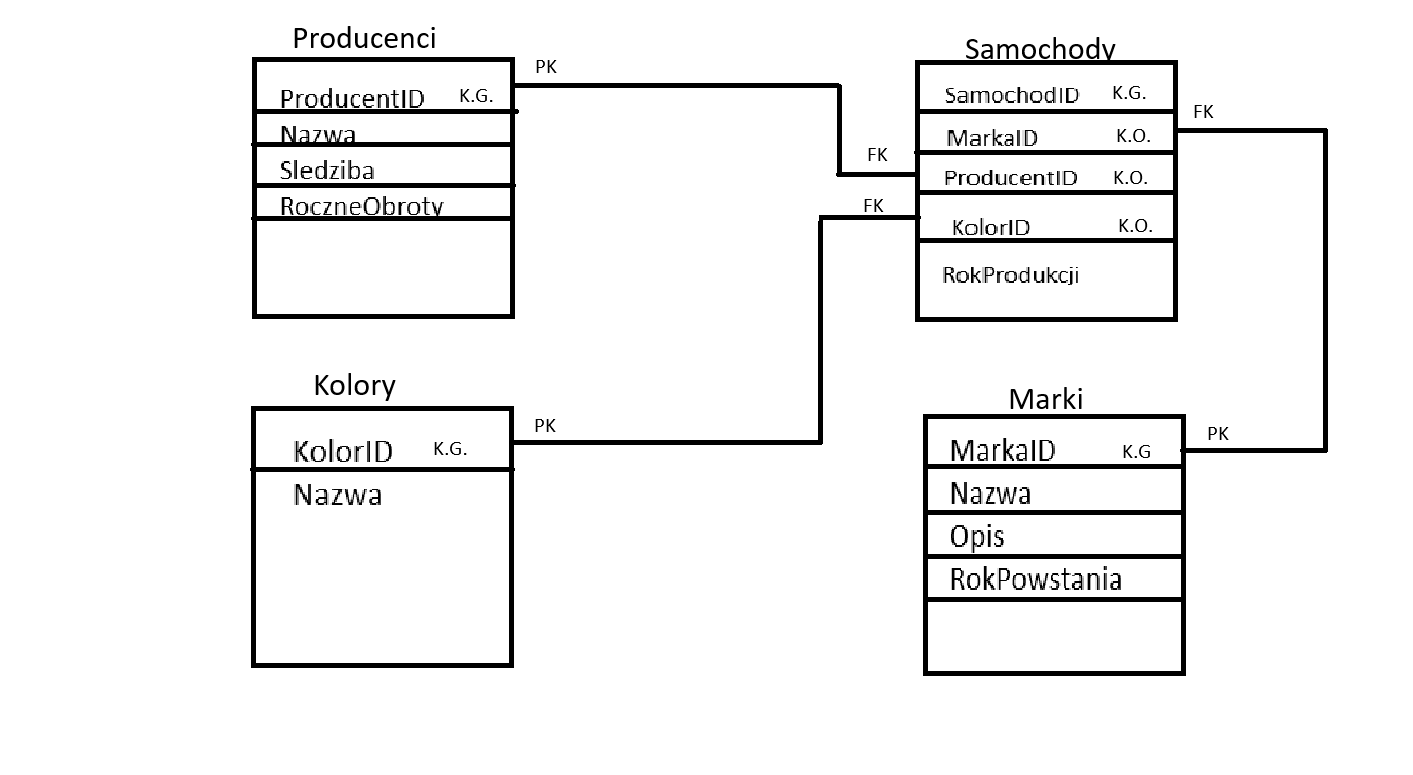 Producenci
PK
ProducentID K.G.
Nazwa
Sledziba
RoczneObroty
Samochody
SamochodID K.G.
FK
MarkaID K.O.
FK
ProducentID K.O.
FK
KolorID K.O.
RokProdukcji
Kolory
PK
KolorID K.G.
Nazwa
Marki
PK
MarkaID K.G
Nazwa
Opis
RokPowstania